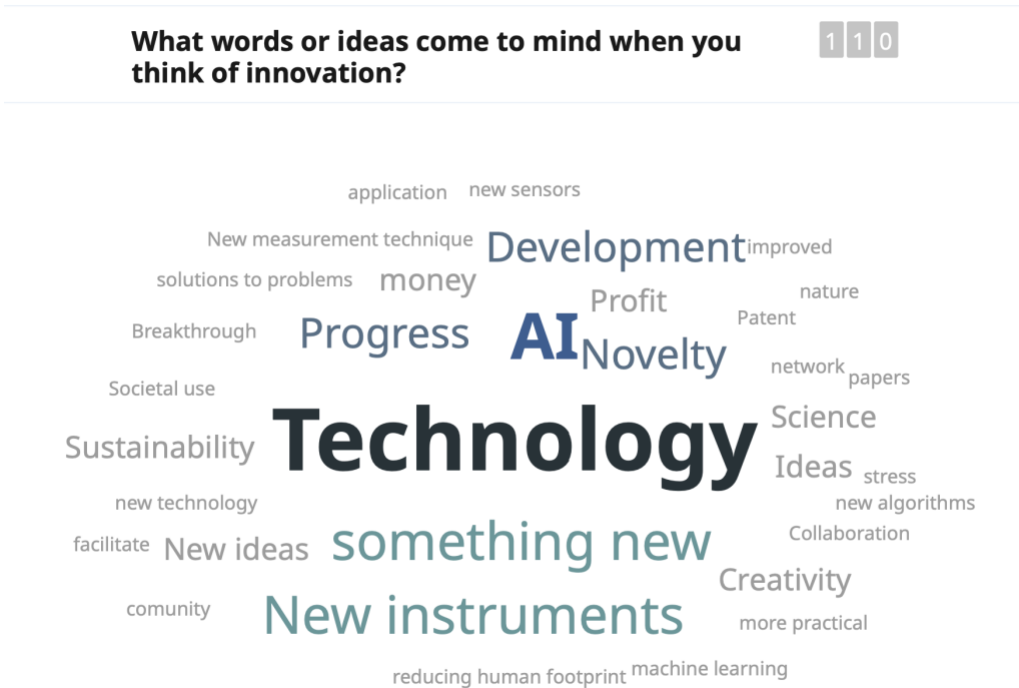 What words or ideas come to mind when you
think of innovation?
110
application new sensors
New measurement technique Development improved
solutions to problems money
Profit nature
Patent
Breakthrough Progress AI Novelty
network papers
Societal use
Technology Science
Sustainability
Ideas stress
new technology new algorithms
facilitate New ideas something new Collaboration
Creativity
comunity New instruments more practical
reducing human footprint machine learning